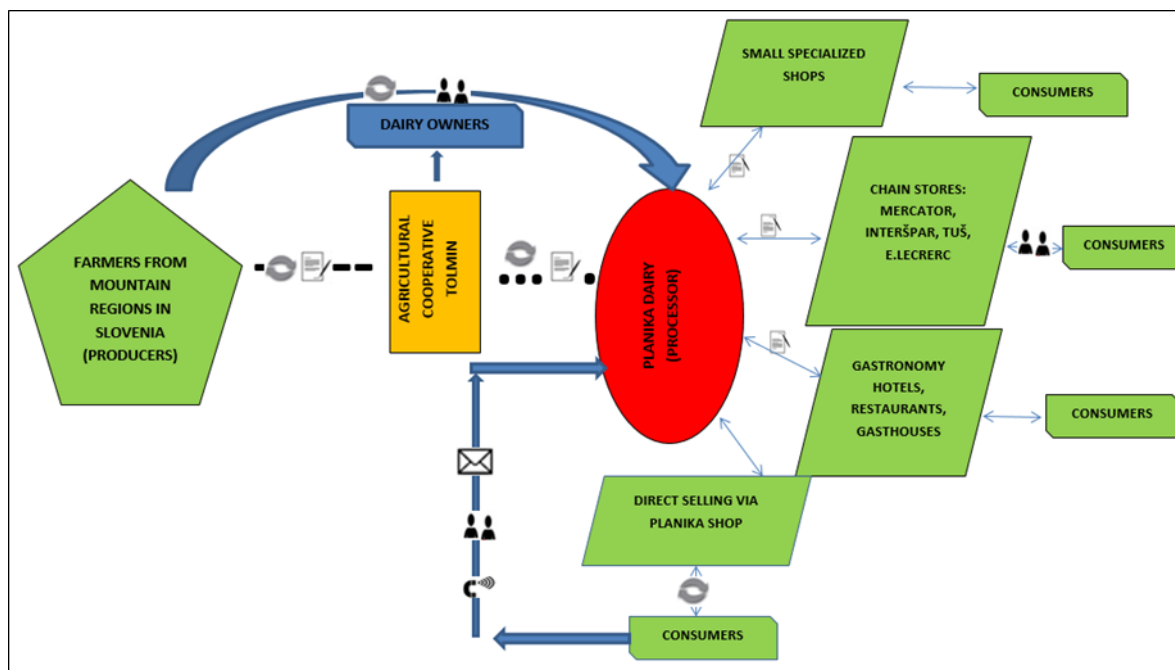 SMALL SPECIALIZED
SHOPS
CONSUMERS
DAIRY OWNERS
CHAIN STORES:
MERCATOR,
INTERŠPAR, TUŠ,
E.LECRERC
CONSUMERS
FARMERS FROM
MOUNTAIN
REGIONS IN
SLOVENIA
(PRODUCERS)
AGRICULTURAL
COOPERATIVE
TOLMIN
PLANIKA DAIRY
(PROCESSOR)
GASTRONOMY
HOTELS,
RESTAURANTS,
GASTHOUSES
CONSUMERS
DIRECT SELLING VIA
PLANIKA SHOP
CONSUMERS